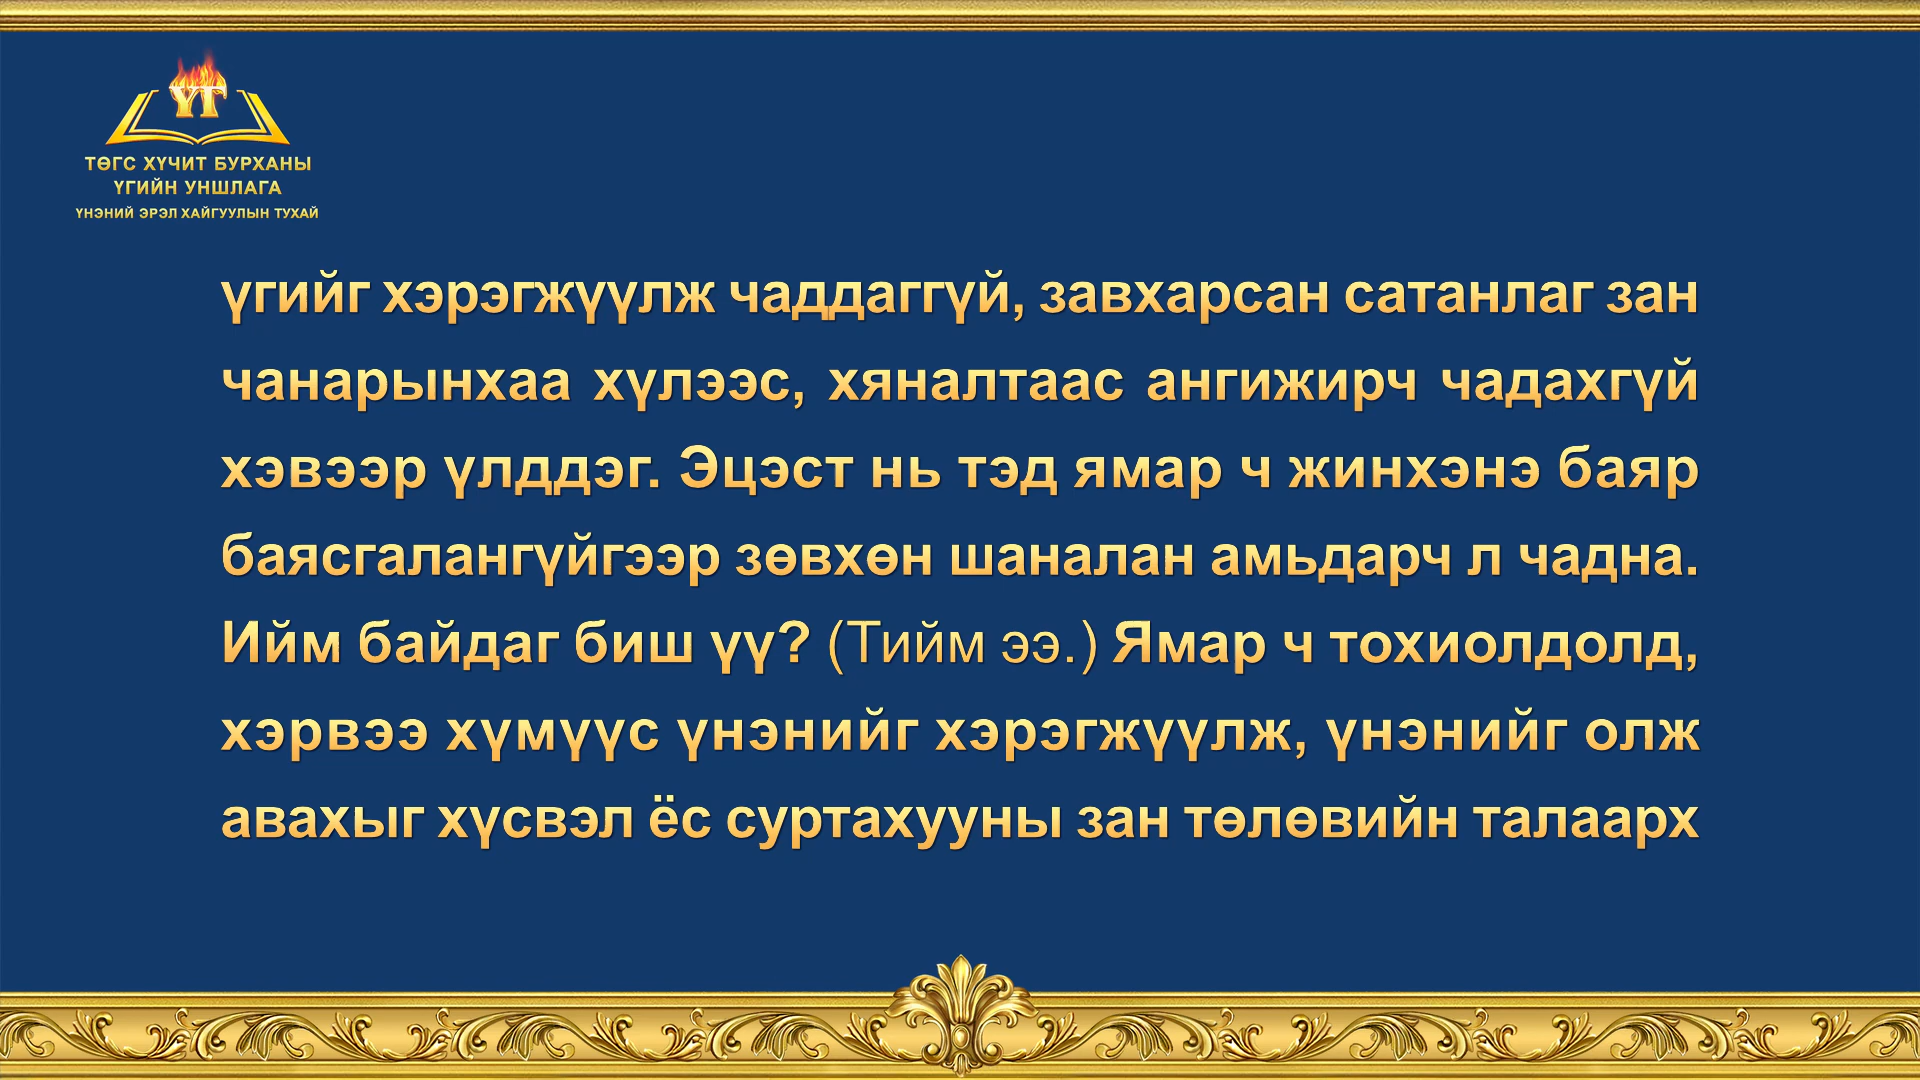 ҮГ
ТӨГС ХҮЧИТ БУРХАНЫ
ҮГИЙН УНШЛАГА
ҮНЭНИЙ ЭРЭЛ ХАЙГУУЛЫН ТУХАЙ
үгийг хэрэгжүүлж чаддаггүй, завхарсан сатанлаг зан
чанарынхаа хүлээс, хяналтаас ангижирч чадахгүй
хэвээр үлддэг. Эцэст нь тэд ямар ч жинхэнэ баяр
баясгалангүйгээр зөвхөн шаналан амьдарч л чадна.
Ийм байдаг биш үү? (Тийм ээ.) Ямар ч тохиолдолд,
хэрвээ хүмүүс үнэнийг хэрэгжүүлж, үнэнийг олж
авахыг хүсвэл ёс суртахууны зан төлөвийн талаарх